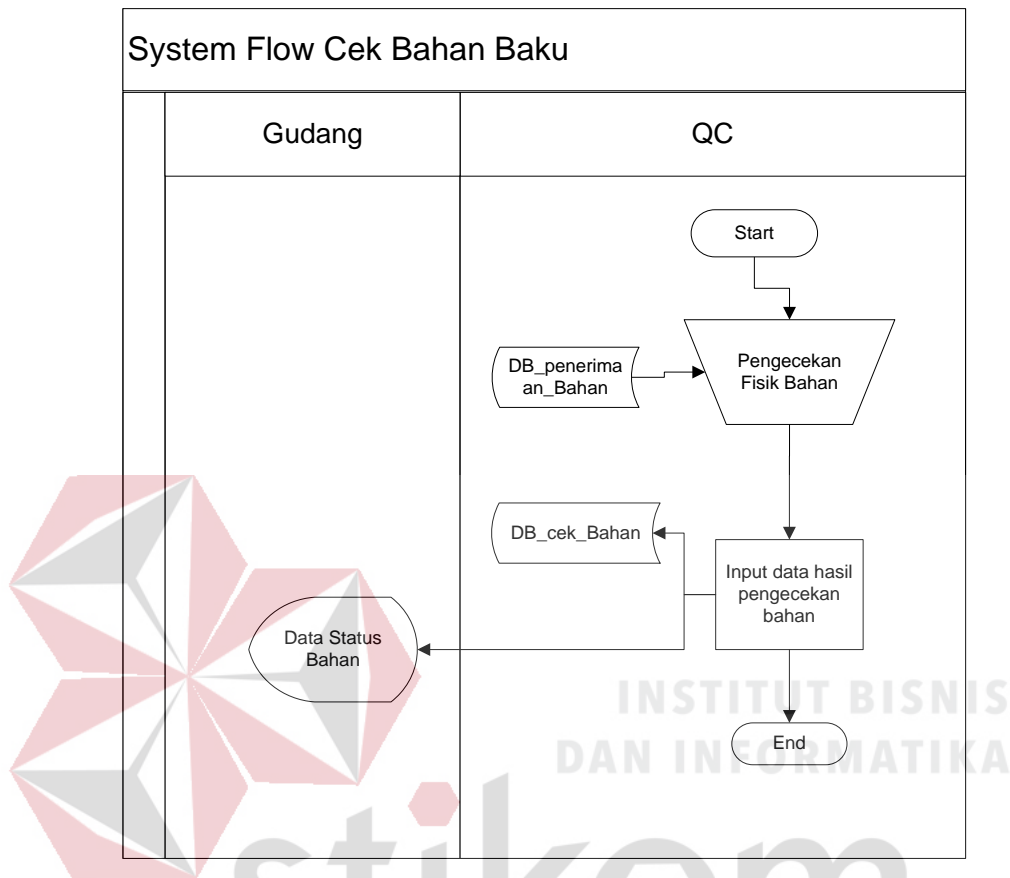 System Flow Cek Bahan Baku
Gudang
QC
Start
DB_penerima
an_Bahan
Pengecekan
Fisik Bahan
DB_cek_Bahan
Input data hasil
pengecekan
bahan
Data Status
Bahan
INSTITUT BISNIS
DAN INFORMATIKA
End
stikom